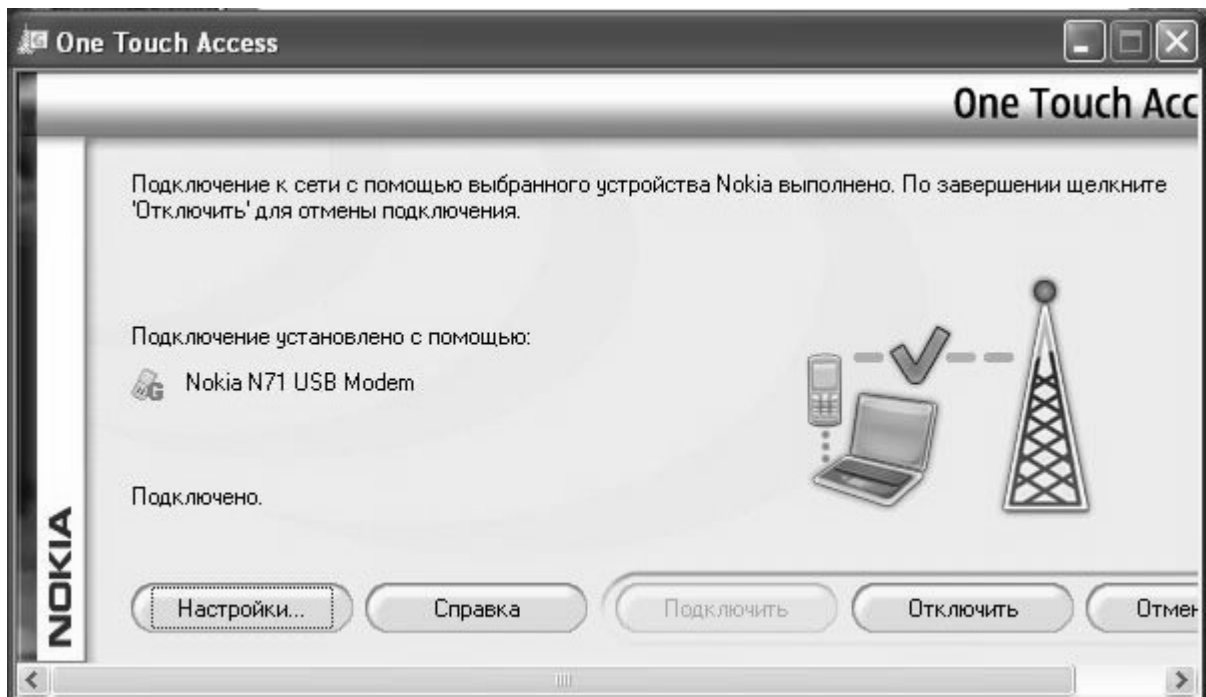 One Touch Access
One Touch Acc
Подключение к сети с помощью выбранного устройства Nokia выполнено. По завершении щелкните
'Отключить' для отмены подключения.
Подключение установлено с помощью:
Nokia N71 USB Modem
Подключено.
NOKIA
Настройки...
Справка
Подключить
Отключить
Отмен